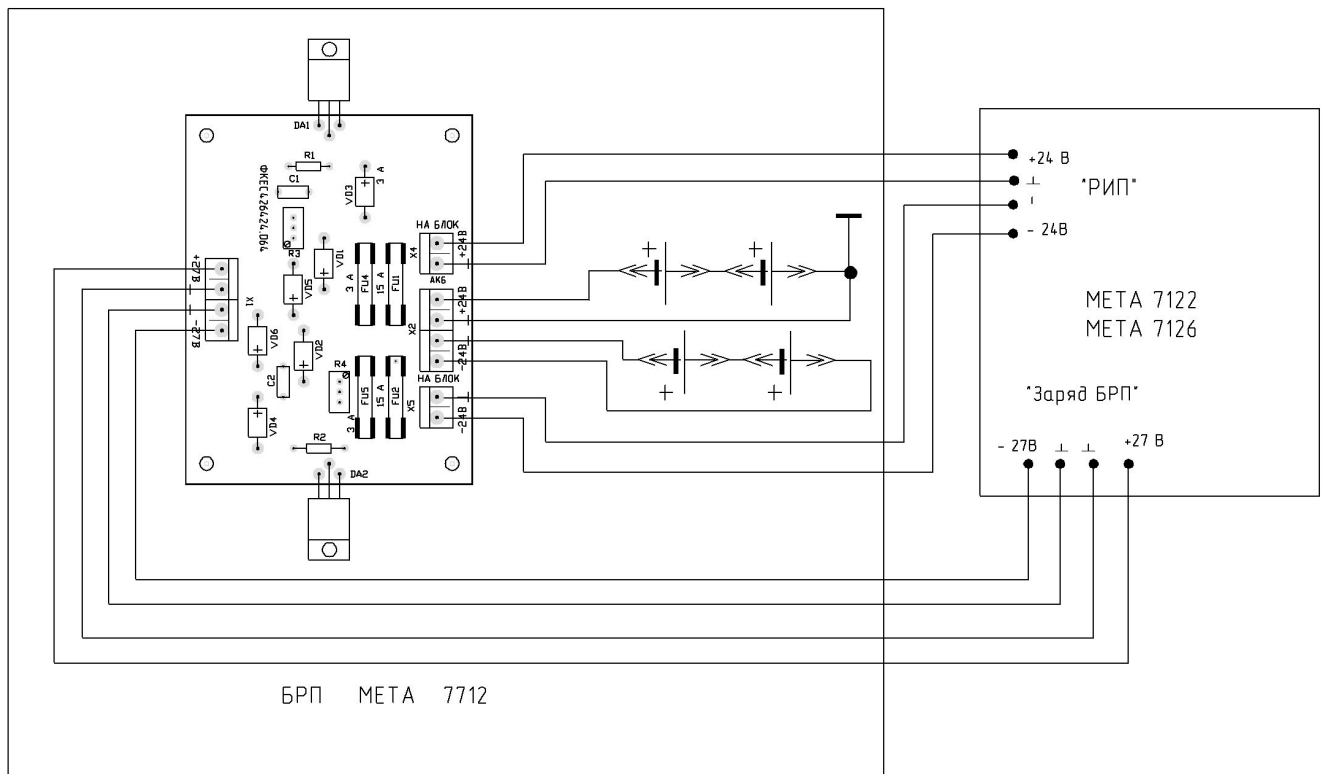 DA1
R1
C1
ФКЕС426424.064
VD3
3 А
R3
VD1
VD5
+27В
⊥
⊥
-27В
X1
VD6
VD2
C2
VD4
R4
R2
DA2
3 А
FU4
15 А
FU1
3 А
FU5
15 А
FU2
НА БЛОК
X4
+24В
⊥
АКБ
X2
+24В
⊥
⊥
-24В
НА БЛОК
X5
⊥
-24В
+
+
+
+
+24 В
⊥
⊥
- 24В
"РИП"
МЕТА 7122
МЕТА 7126
"Заряд БРП"
- 27В ⊥ ⊥ +27 В
БРП МЕТА 7712